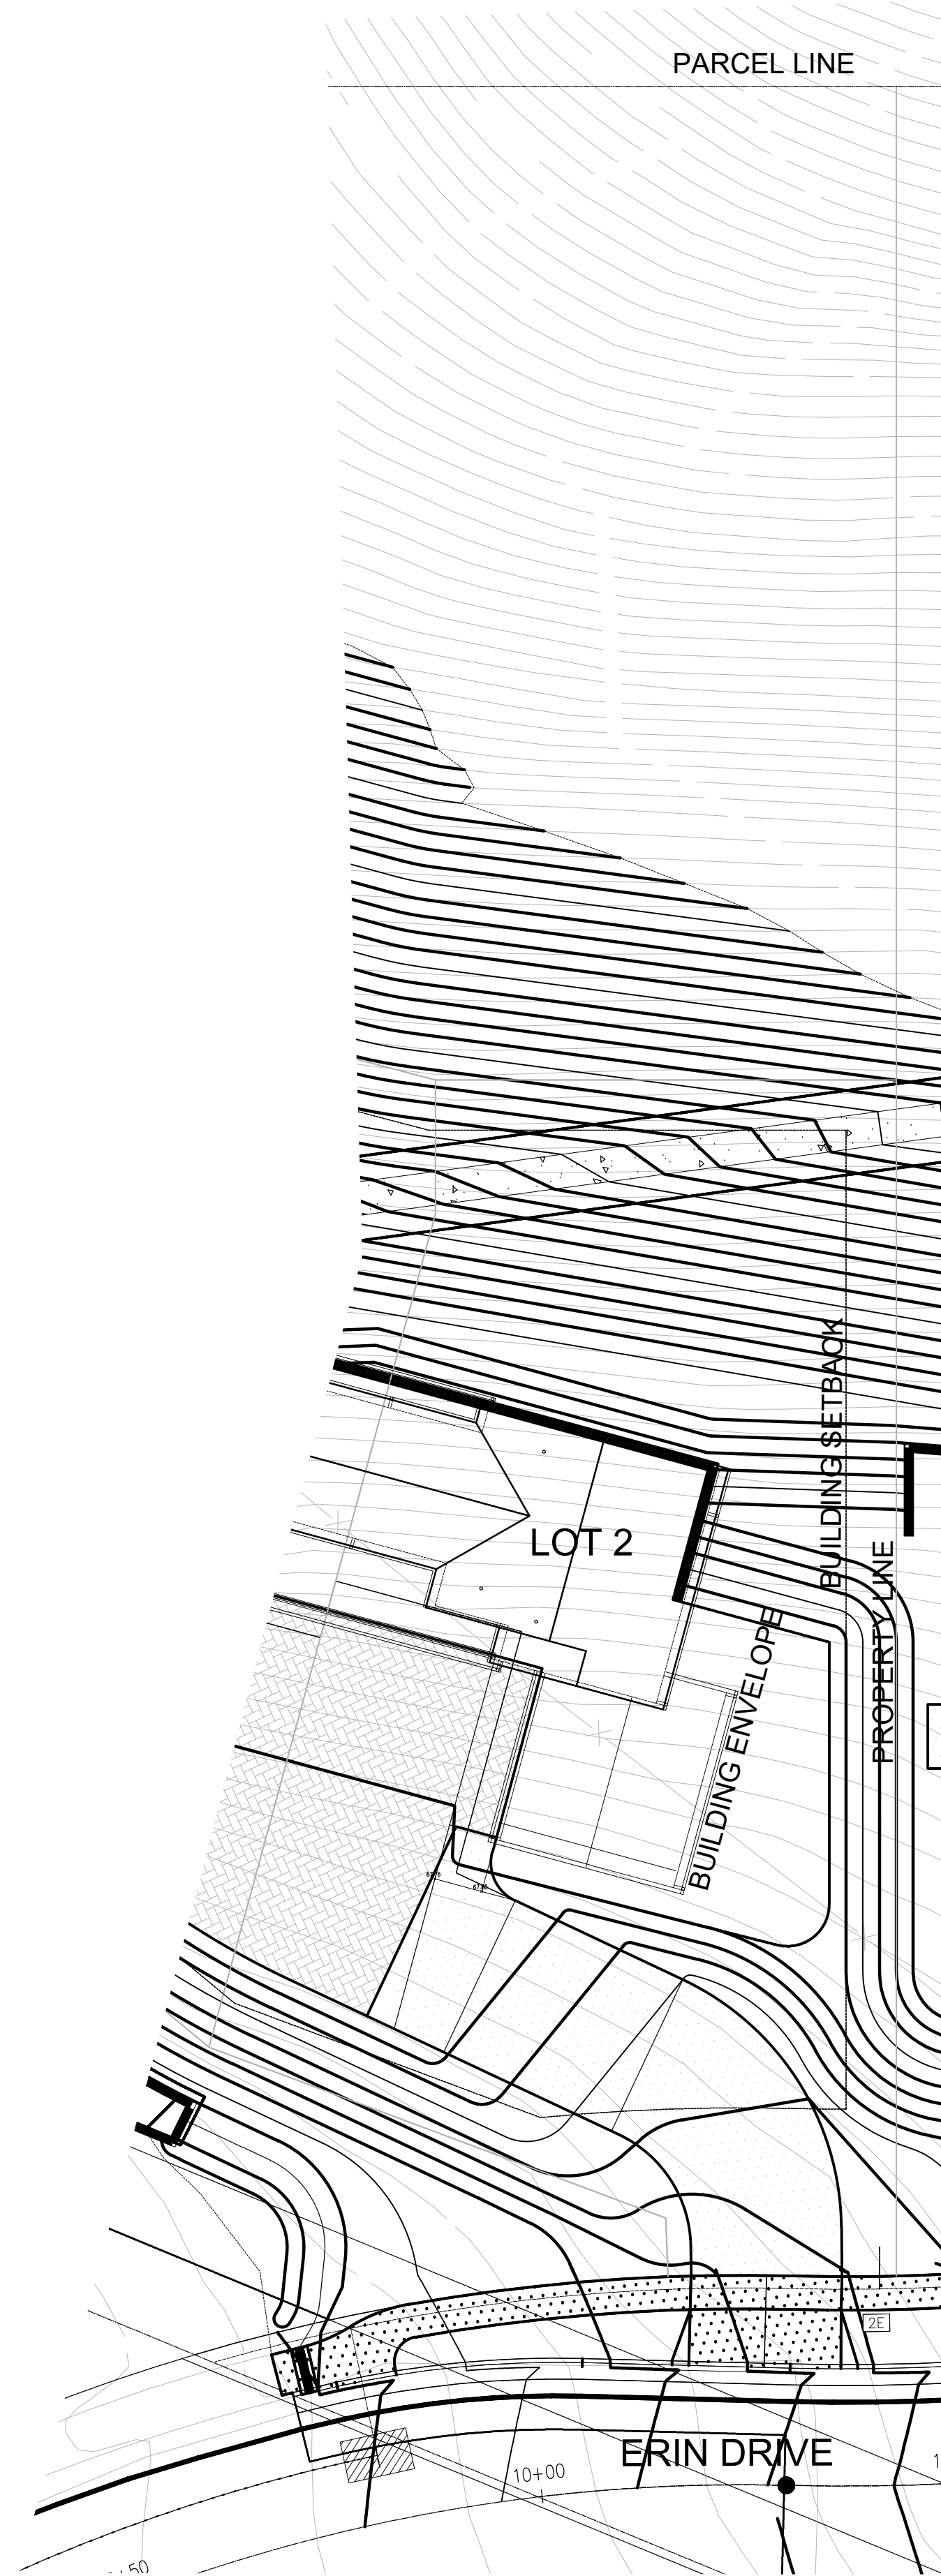 PARCEL LINE
BUILDING SETBACK
LOT 2
PROPERTY LINE
BUILDING ENVELOPE
2E
ERIN DRIVE
10+00